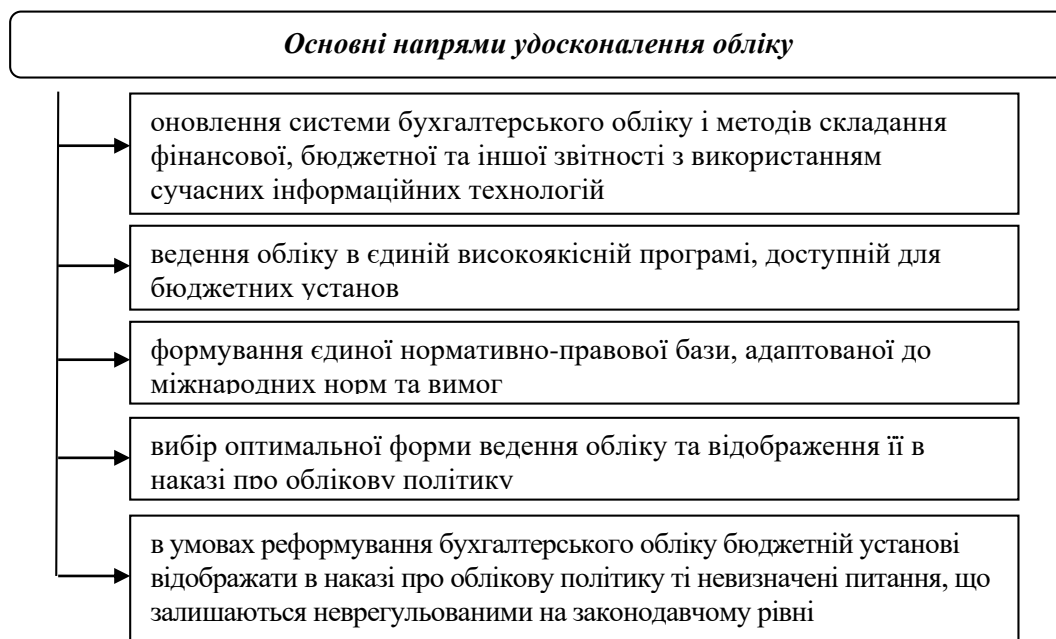 Основні напрями удосконалення обліку
оновлення системи бухгалтерського обліку і методів складання
фінансової, бюджетної та іншої звітності з використанням
сучасних інформаційних технологій
ведення обліку в єдиній високоякісній програмі, доступній для
бюджетних установ
формування єдиної нормативно-правової бази, адаптованої до
міжнародних норм та вимог
вибір оптимальної форми ведення обліку та відображення її в
наказі про облікову політику
в умовах реформування бухгалтерського обліку бюджетній установі
відображати в наказі про облікову політику ті невизначені питання, що
залишаються неврегульованими на законодавчому рівні